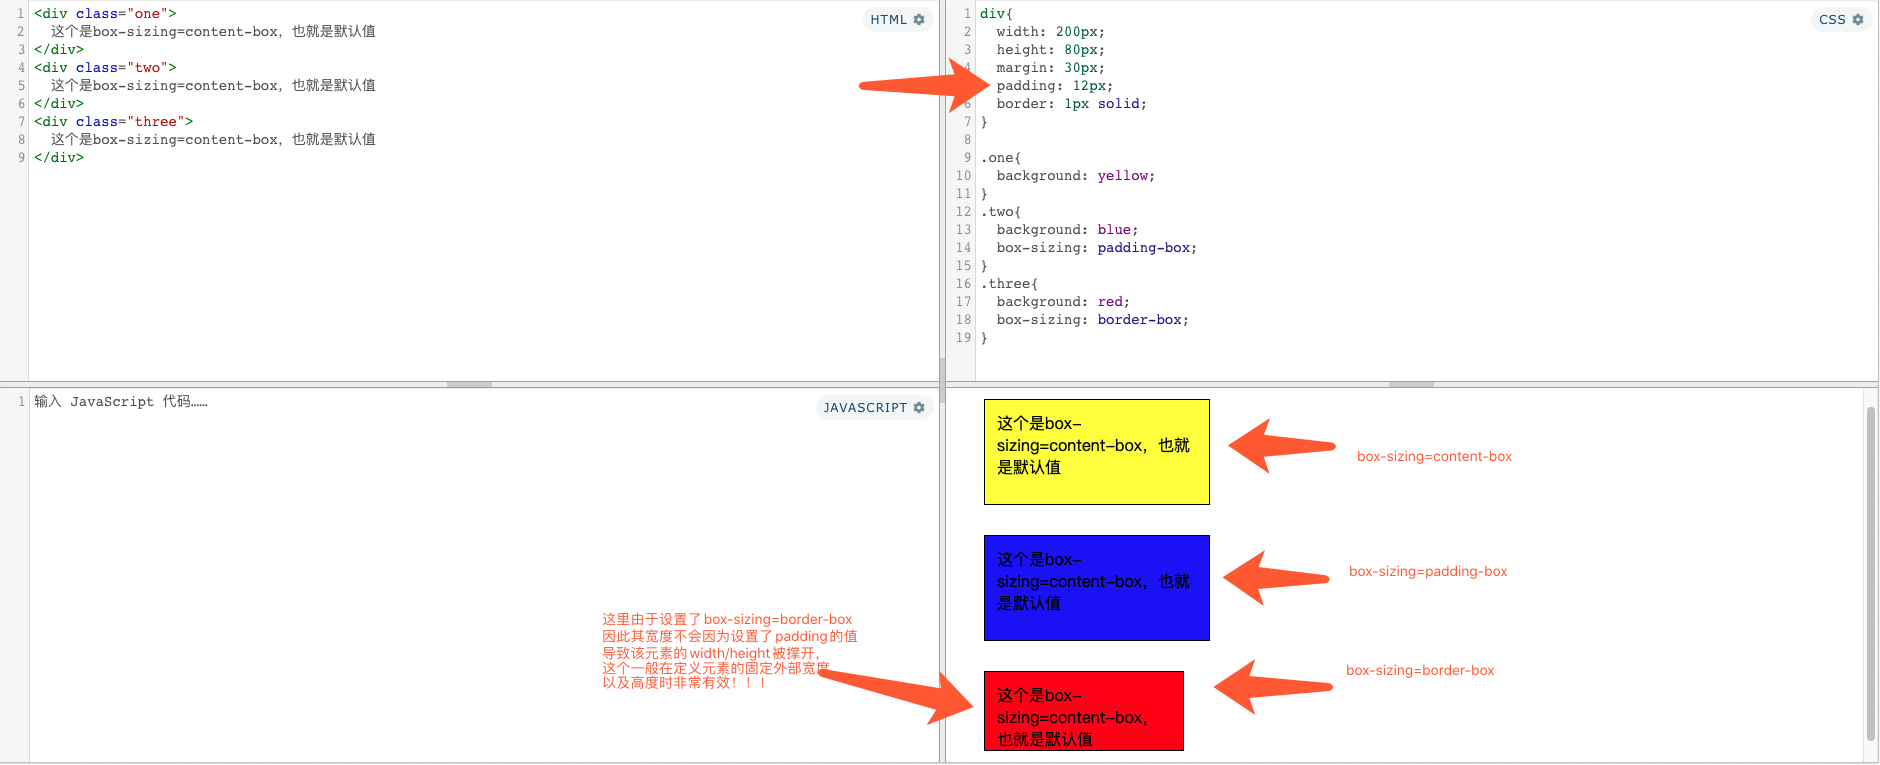 1 <div class="one">
2 这个是box-sizing=content-box，也就是默认值
3 </div>
4 <div class="two">
5 这个是box-sizing=content-box，也就是默认值
6 </div>
7 <div class="three">
8 这个是box-sizing=content-box，也就是默认值
9 </div>
HTML
1 div{
2 width: 200px;
3 height: 80px;
4 margin: 30px;
padding: 12px;
6 border: 1px solid;
7 }
8
9 .one{
10 background: yellow;
11 }
12 .two{
13 background: blue;
14 box-sizing: padding-box;
15 }
16 .three{
17 background: red;
18 box-sizing: border-box;
19 }
CSS
1 输入 JavaScript 代码……
JAVASCRIPT
这里由于设置了box-sizing=border-box
因此其宽度不会因为设置了padding的值
导致该元素的width/height被撑开，
这个一般在定义元素的固定外部宽度
以及高度时非常有效！！！
这个是box-
sizing=content-box，也就
是默认值
box-sizing=content-box
这个是box-
sizing=content-box，也就
是默认值
box-sizing=padding-box
这个是box-
sizing=content-box，
也就是默认值
box-sizing=border-box